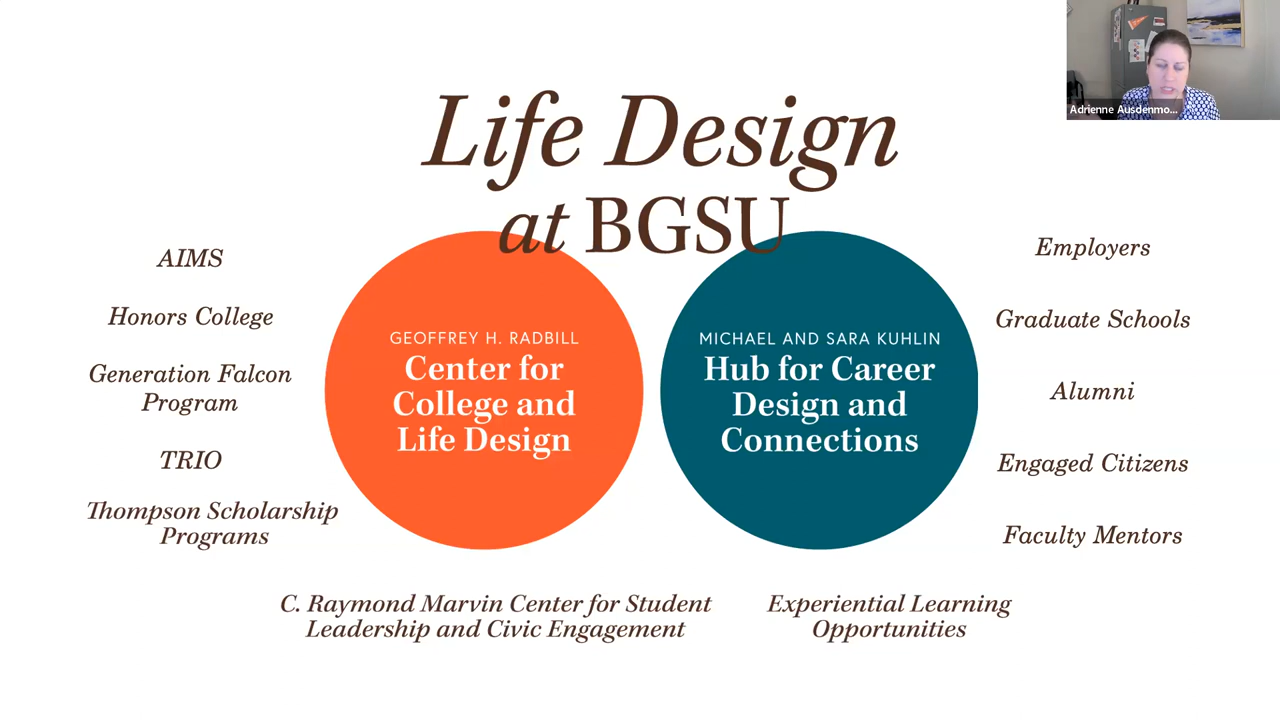 Adrienne Ausdenmo...
Life Design
at BGSU
AIMS
Honors College
Generation Falcon
Program
TRIO
Thompson Scholarship
Programs
GEOFFREY H. RADBILL
Center for
College and
Life Design
MICHAEL AND SARA KUHLIN
Hub for Career
Design and
Connections
Employers
Graduate Schools
Alumni
Engaged Citizens
Faculty Mentors
C. Raymond Marvin Center for Student
Leadership and Civic Engagement
Experiential Learning
Opportunities